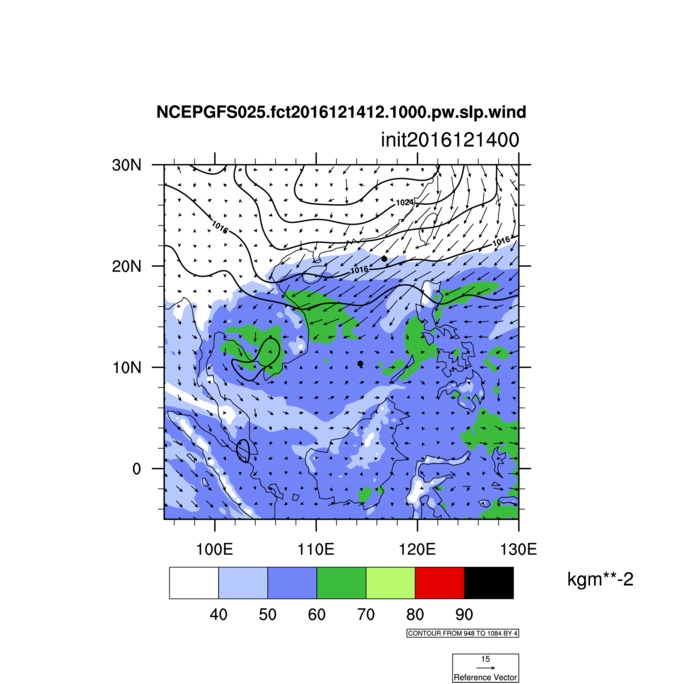 NCEPGFS025.fct2016121412.1000.pw.slp.wind
init2016121400
30N
20N
10N
0
1024
1016
1016
1016
100E
110E
120E
130E
40
50
60
70
80
90
kgm**-2
CONTOUR FROM 948 TO 1084 BY 4
15
Reference Vector